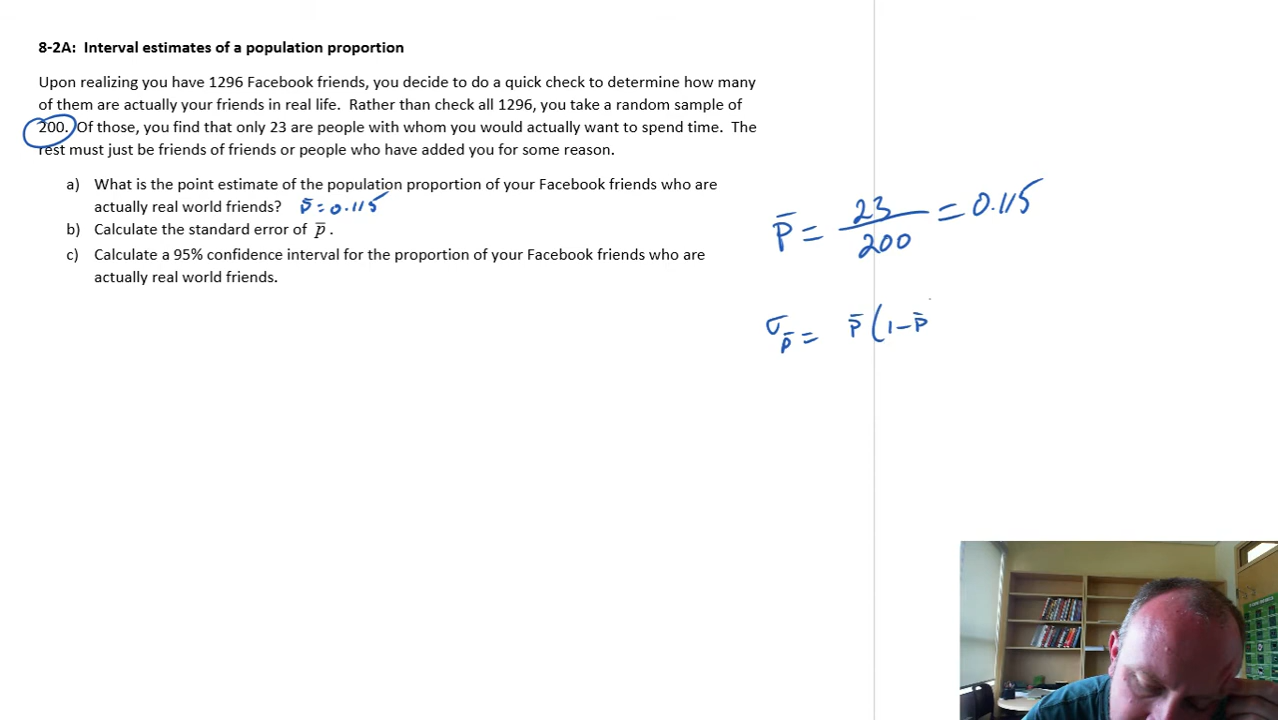 8-2A: Interval estimates of a population proportion
Upon realizing you have 1296 Facebook friends, you decide to do a quick check to determine how many
of them are actually your friends in real life. Rather than check all 1296, you take a random sample of
200. Of those, you find that only 23 are people with whom you would actually want to spend time. The
rest must just be friends of friends or people who have added you for some reason.
a) What is the point estimate of the population proportion of your Facebook friends who are
actually real world friends? p̄ = 0.115
b) Calculate the standard error of p̄ .
c) Calculate a 95% confidence interval for the proportion of your Facebook friends who are
actually real world friends.
p̄ = 23/200 = 0.115
σp̄ = p̄(1-p̄